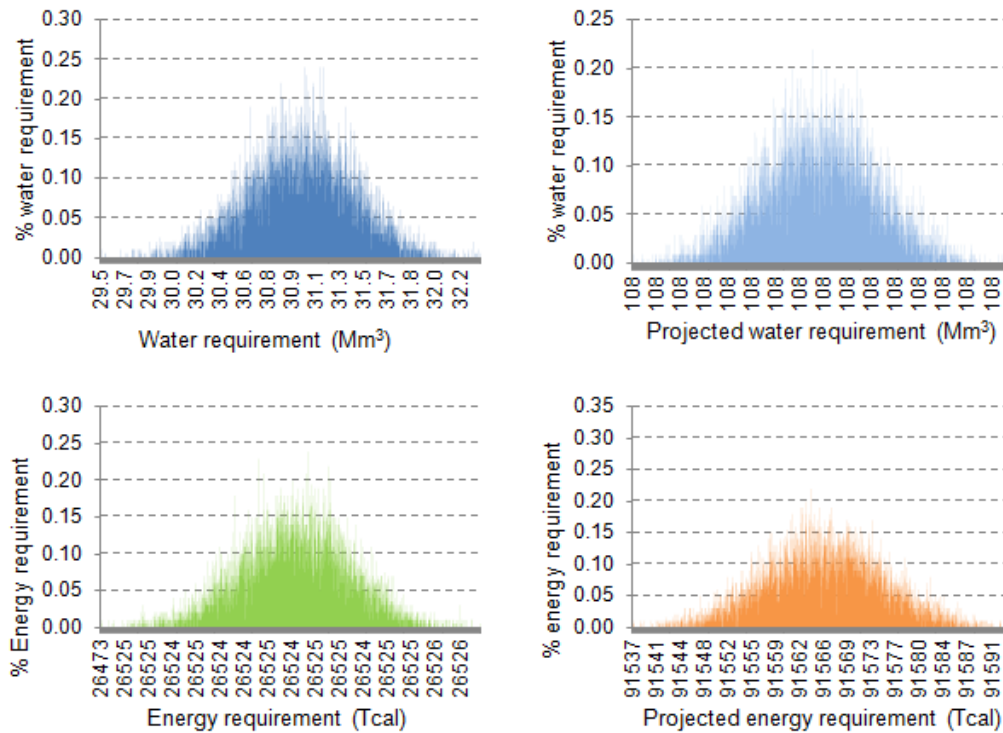 % water requirement
0.30
0.25
0.20
0.15
0.10
0.05
0.00
29.5 29.7 29.9 30.0 30.2 30.4 30.6 30.8 30.9 31.1 31.3 31.5 31.7 31.8 32.0 32.2
Water requirement (Mm³)
% water requirement
0.25
0.20
0.15
0.10
0.05
0.00
108 108 108 108 108 108 108 108 108 108 108 108 108 108 108 108
Projected water requirement (Mm³)
% Energy requirement
0.30
0.25
0.20
0.15
0.10
0.05
0.00
26473 26525 26525 26524 26525 26524 26524 26525 26524 26525 26524 26524 26525 26525 26526 26526
Energy requirement (Tcal)
% energy requirement
0.35
0.30
0.25
0.20
0.15
0.10
0.05
0.00
91537 91541 91544 91548 91552 91555 91559 91562 91566 91569 91573 91577 91580 91584 91587 91591
Projected energy requirement (Tcal)